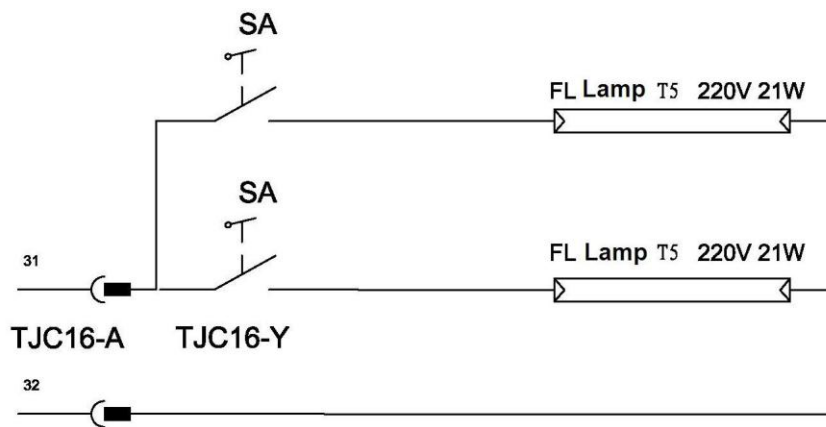 SA
FL Lamp T5 220V 21W
SA
FL Lamp T5 220V 21W
31
TJC16-A TJC16-Y
32